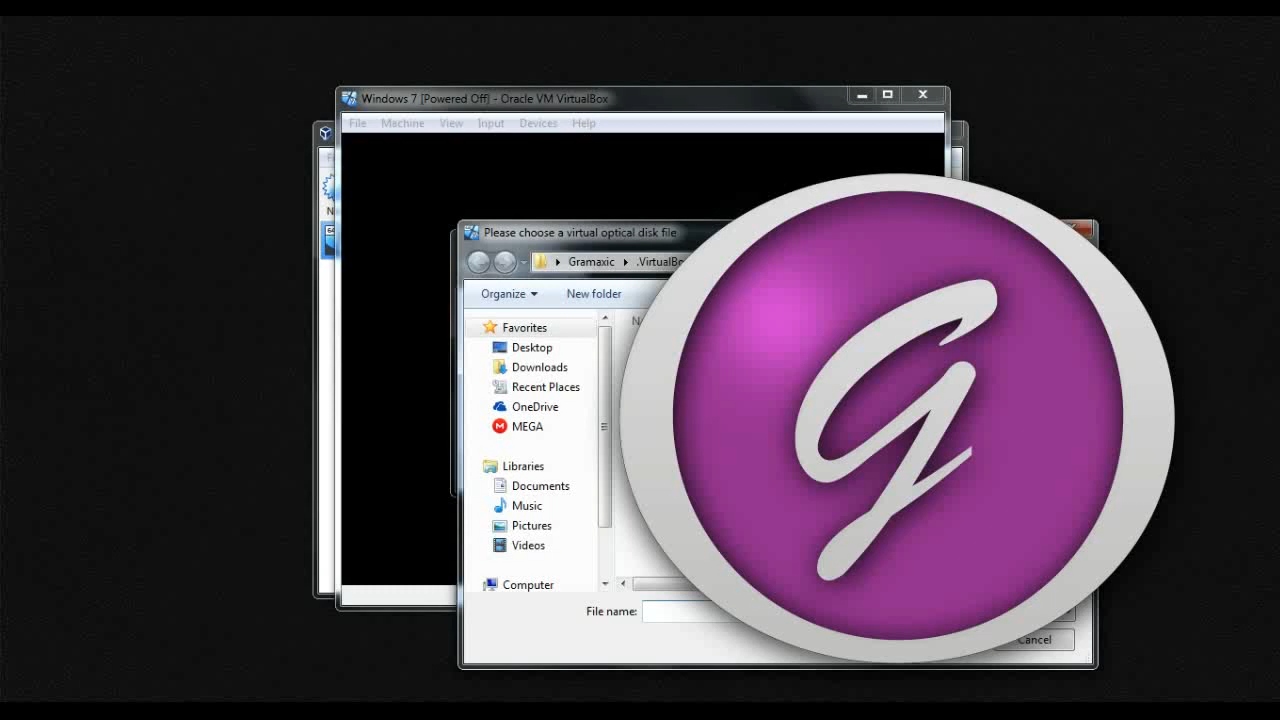 Windows 7 [Powered Off] - Oracle VM VirtualBox
File Machine View Input Devices Help
Please choose a virtual optical disk file
Gramaxic .VirtualBo
Organize New folder
Favorites
Desktop
Downloads
Recent Places
OneDrive
MEGA
Libraries
Documents
Music
Pictures
Videos
Computer
File name:
Cancel
g